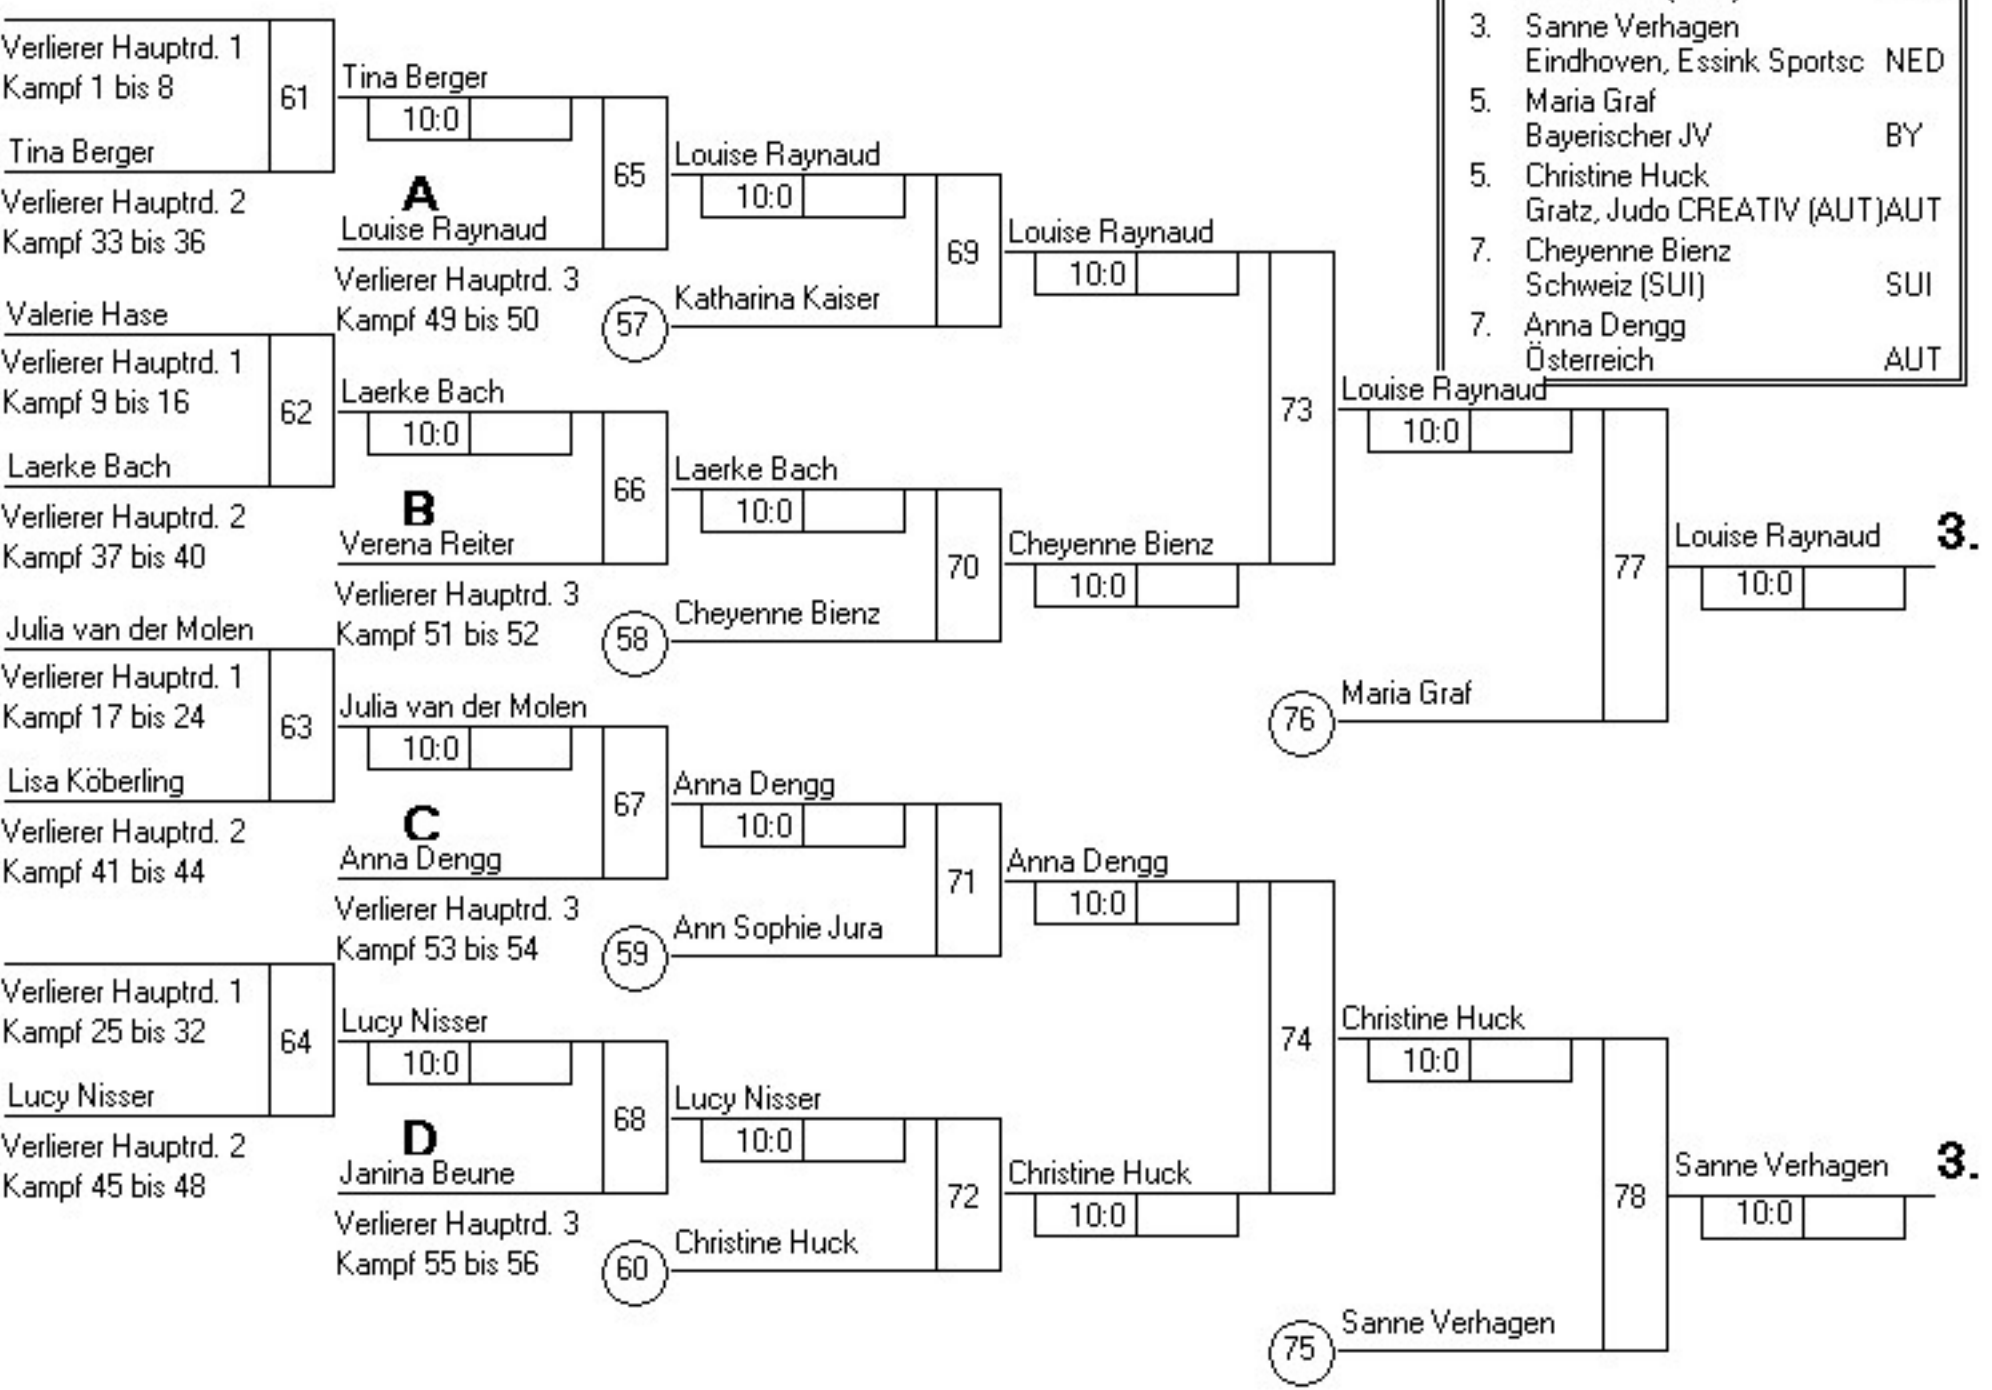 Verlierer Hauptrd. 1
Kampf 1 bis 8
61
Tina Berger
Verlierer Hauptrd. 2
Kampf 33 bis 36
Valerie Hase
Verlierer Hauptrd. 1
Kampf 9 bis 16
62
Laerke Bach
Verlierer Hauptrd. 2
Kampf 37 bis 40
Julia van der Molen
Verlierer Hauptrd. 1
Kampf 17 bis 24
63
Lisa Köberling
Verlierer Hauptrd. 2
Kampf 41 bis 44
Verlierer Hauptrd. 1
Kampf 25 bis 32
64
Lucy Nisser
Verlierer Hauptrd. 2
Kampf 45 bis 48
Tina Berger
10:0
A
65
Louise Raynaud
Verlierer Hauptrd. 3
Kampf 49 bis 50
Laerke Bach
10:0
B
66
Verena Reiter
Verlierer Hauptrd. 3
Kampf 51 bis 52
Julia van der Molen
10:0
C
67
Anna Dengg
Verlierer Hauptrd. 3
Kampf 53 bis 54
Lucy Nisser
10:0
D
68
Janina Beune
Verlierer Hauptrd. 3
Kampf 55 bis 56
Louise Raynaud
10:0
69
57
Katharina Kaiser
Laerke Bach
10:0
70
58
Cheyenne Bienz
Anna Dengg
10:0
71
59
Ann Sophie Jura
Lucy Nisser
10:0
72
60
Christine Huck
Louise Raynaud
10:0
73
Cheyenne Bienz
10:0
Anna Dengg
10:0
74
Christine Huck
10:0
Louise Raynaud
10:0
77
76
Maria Graf
Christine Huck
10:0
78
75
Sanne Verhagen
Louise Raynaud 3.
10:0
Sanne Verhagen 3.
10:0
3. Sanne Verhagen
Eindhoven, Essink Sportsc NED
5. Maria Graf
Bayerischer JV BY
5. Christine Huck
Gratz, Judo CREATIV (AUT)AUT
7. Cheyenne Bienz
Schweiz (SUI) SUI
7. Anna Dengg
Österreich AUT